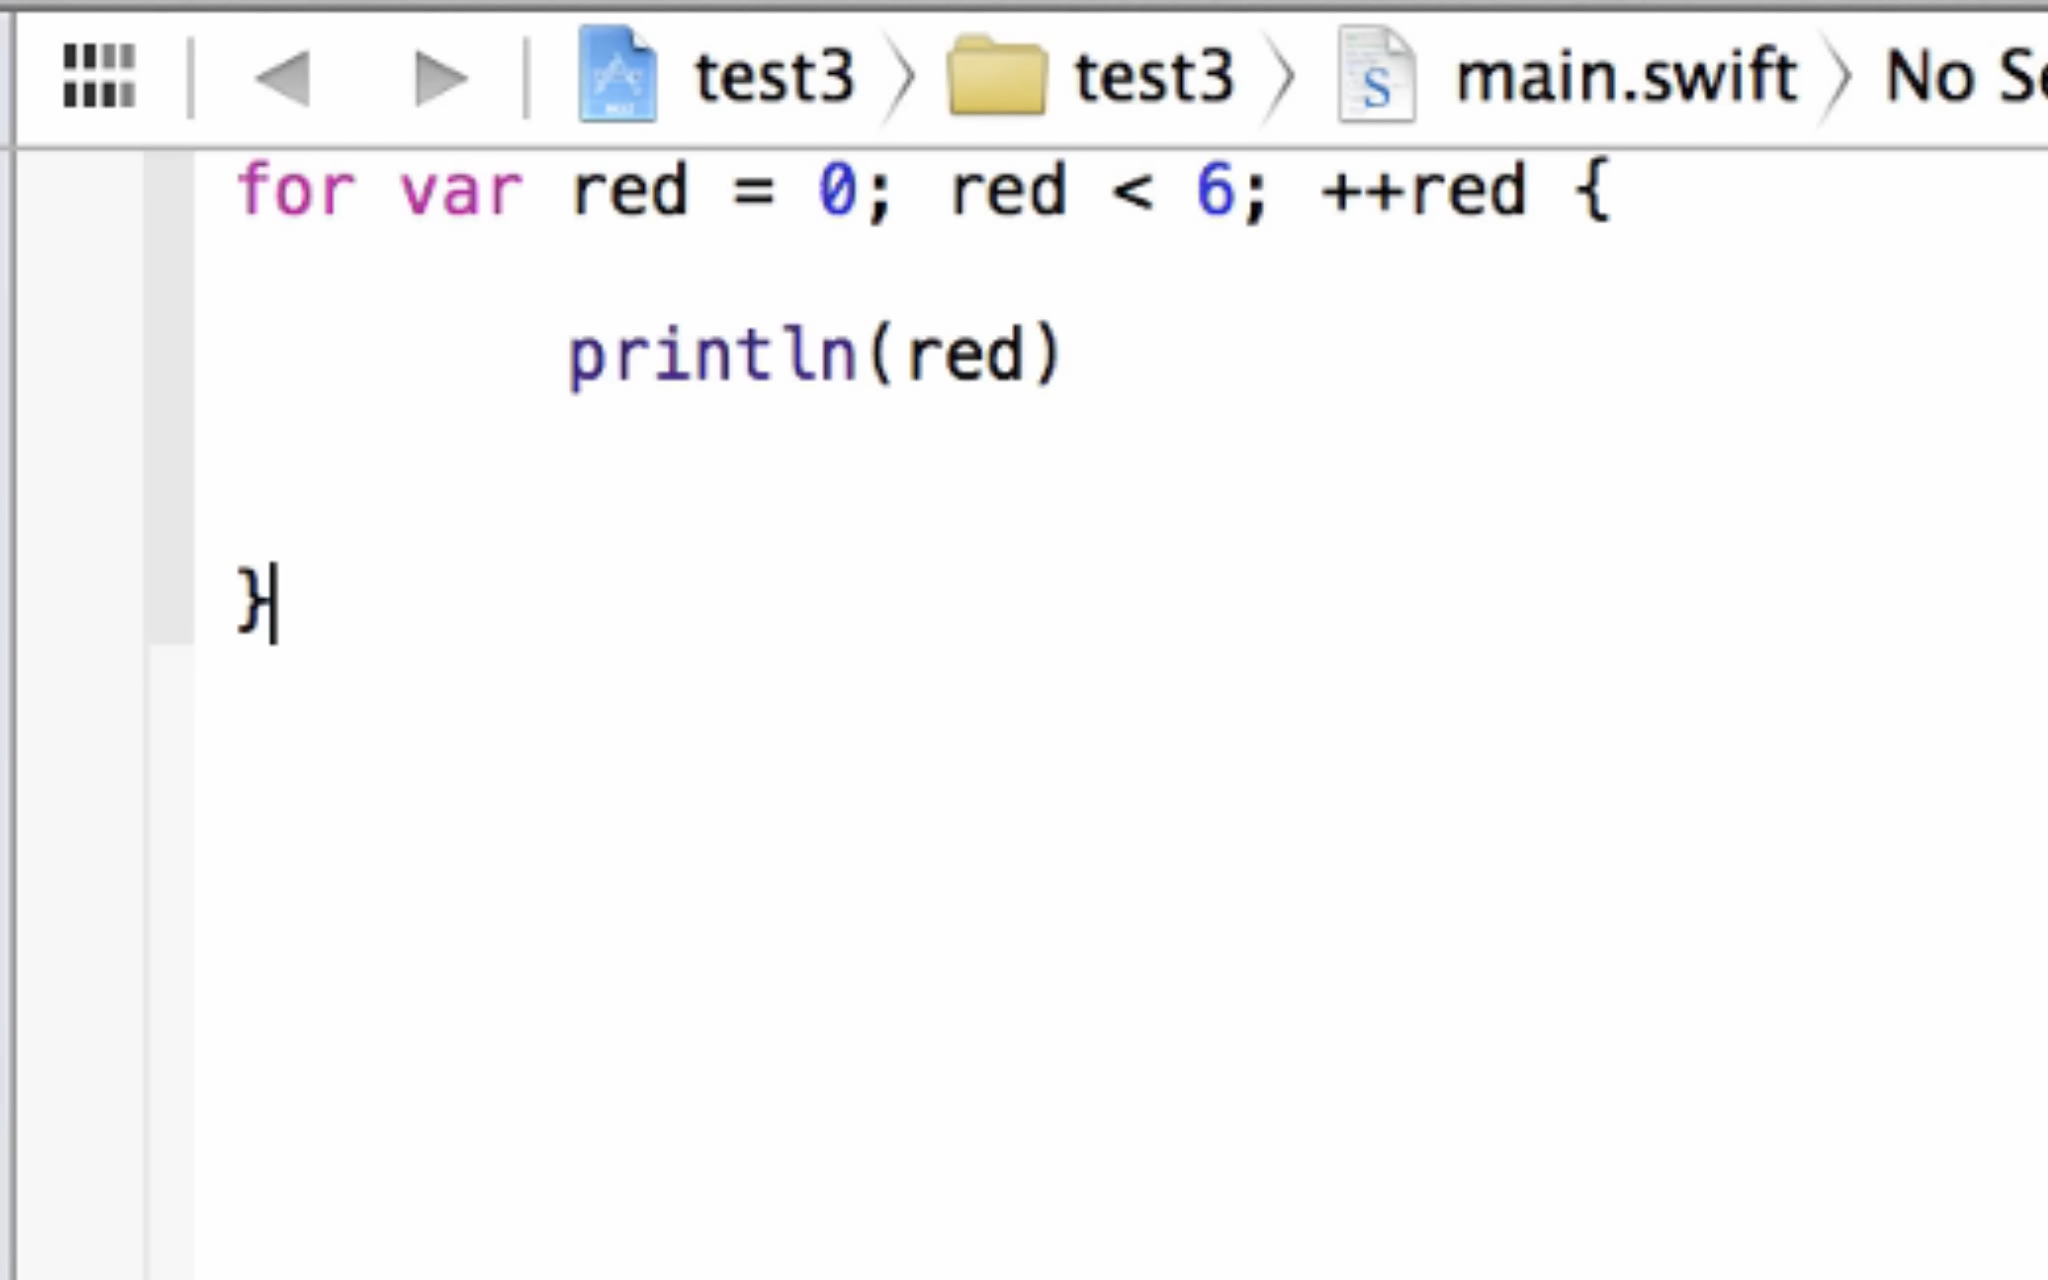 test3 test3 main.swift No Se
for var red = 0; red < 6; ++red {
println(red)
}